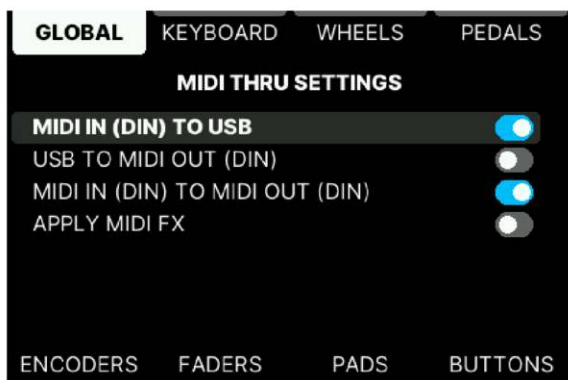 GLOBAL KEYBOARD WHEELS PEDALS
MIDI THRU SETTINGS
MIDI IN (DIN) TO USB
USB TO MIDI OUT (DIN)
MIDI IN (DIN) TO MIDI OUT (DIN)
APPLY MIDI FX
ENCODERS FADERS PADS BUTTONS